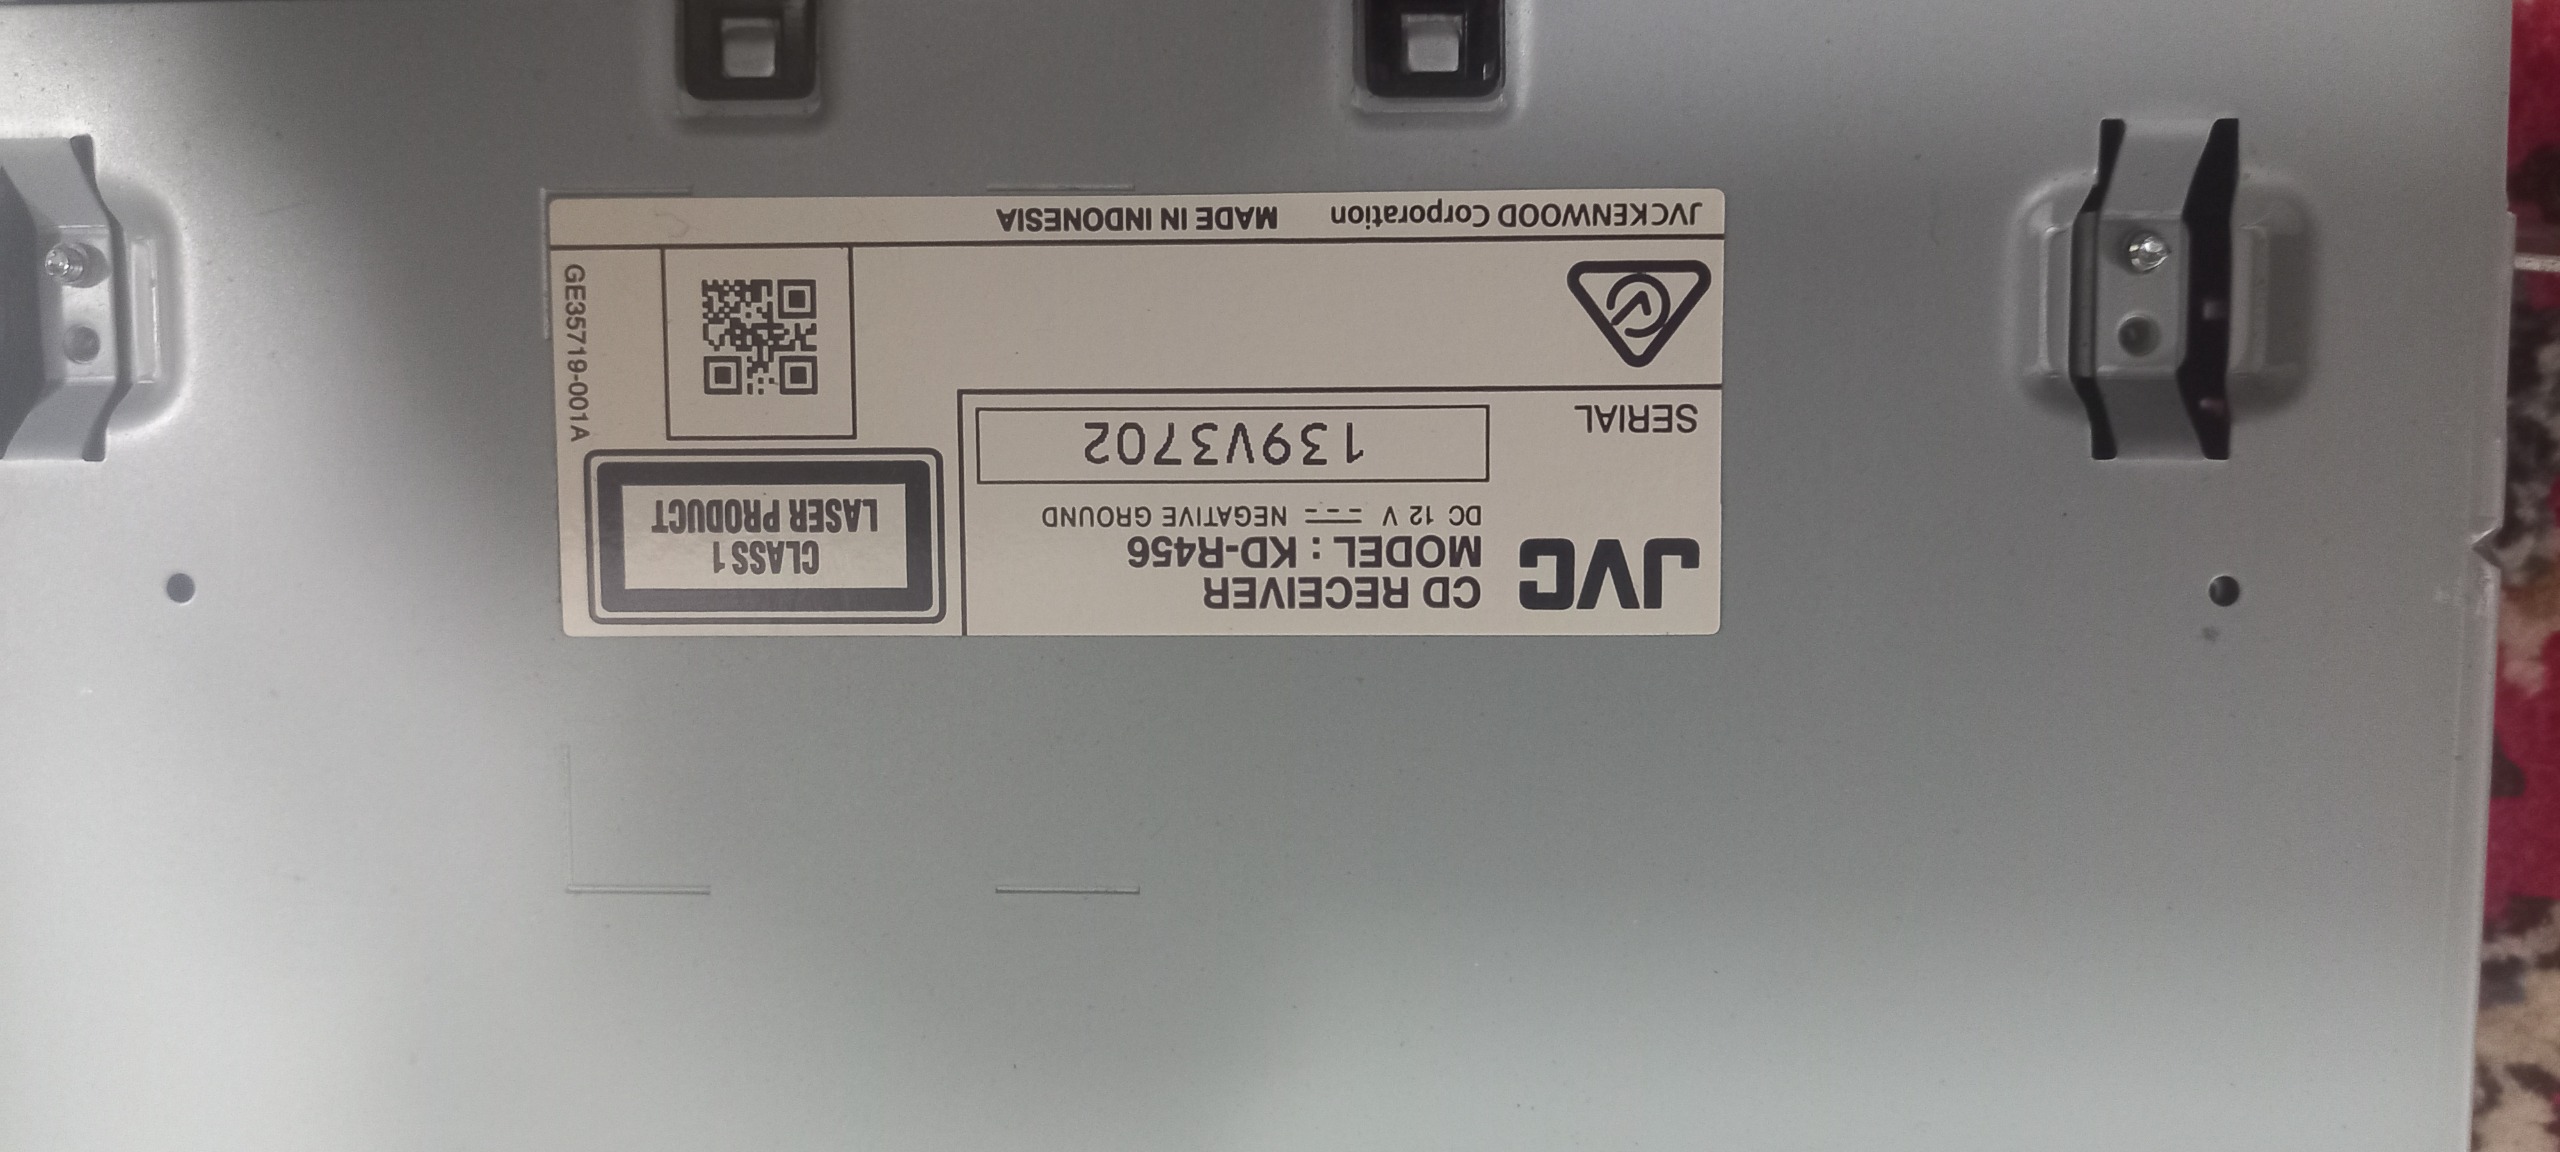 JVC
CD RECEIVER
MODEL : KD-R456
DC 12 V NEGATIVE GROUND
SERIAL
139V3702
CLASS 1
LASER PRODUCT
GE35719-001A
JVCKENWOOD Corporation MADE IN INDONESIA